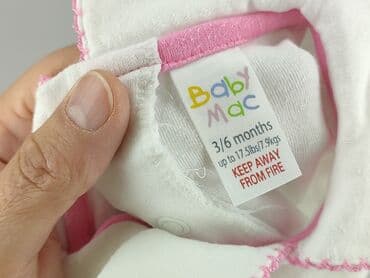 Baby
Mac
3/6 months
up to 17.5lbs/7.9kgs
KEEP AWAY
FROM FIRE